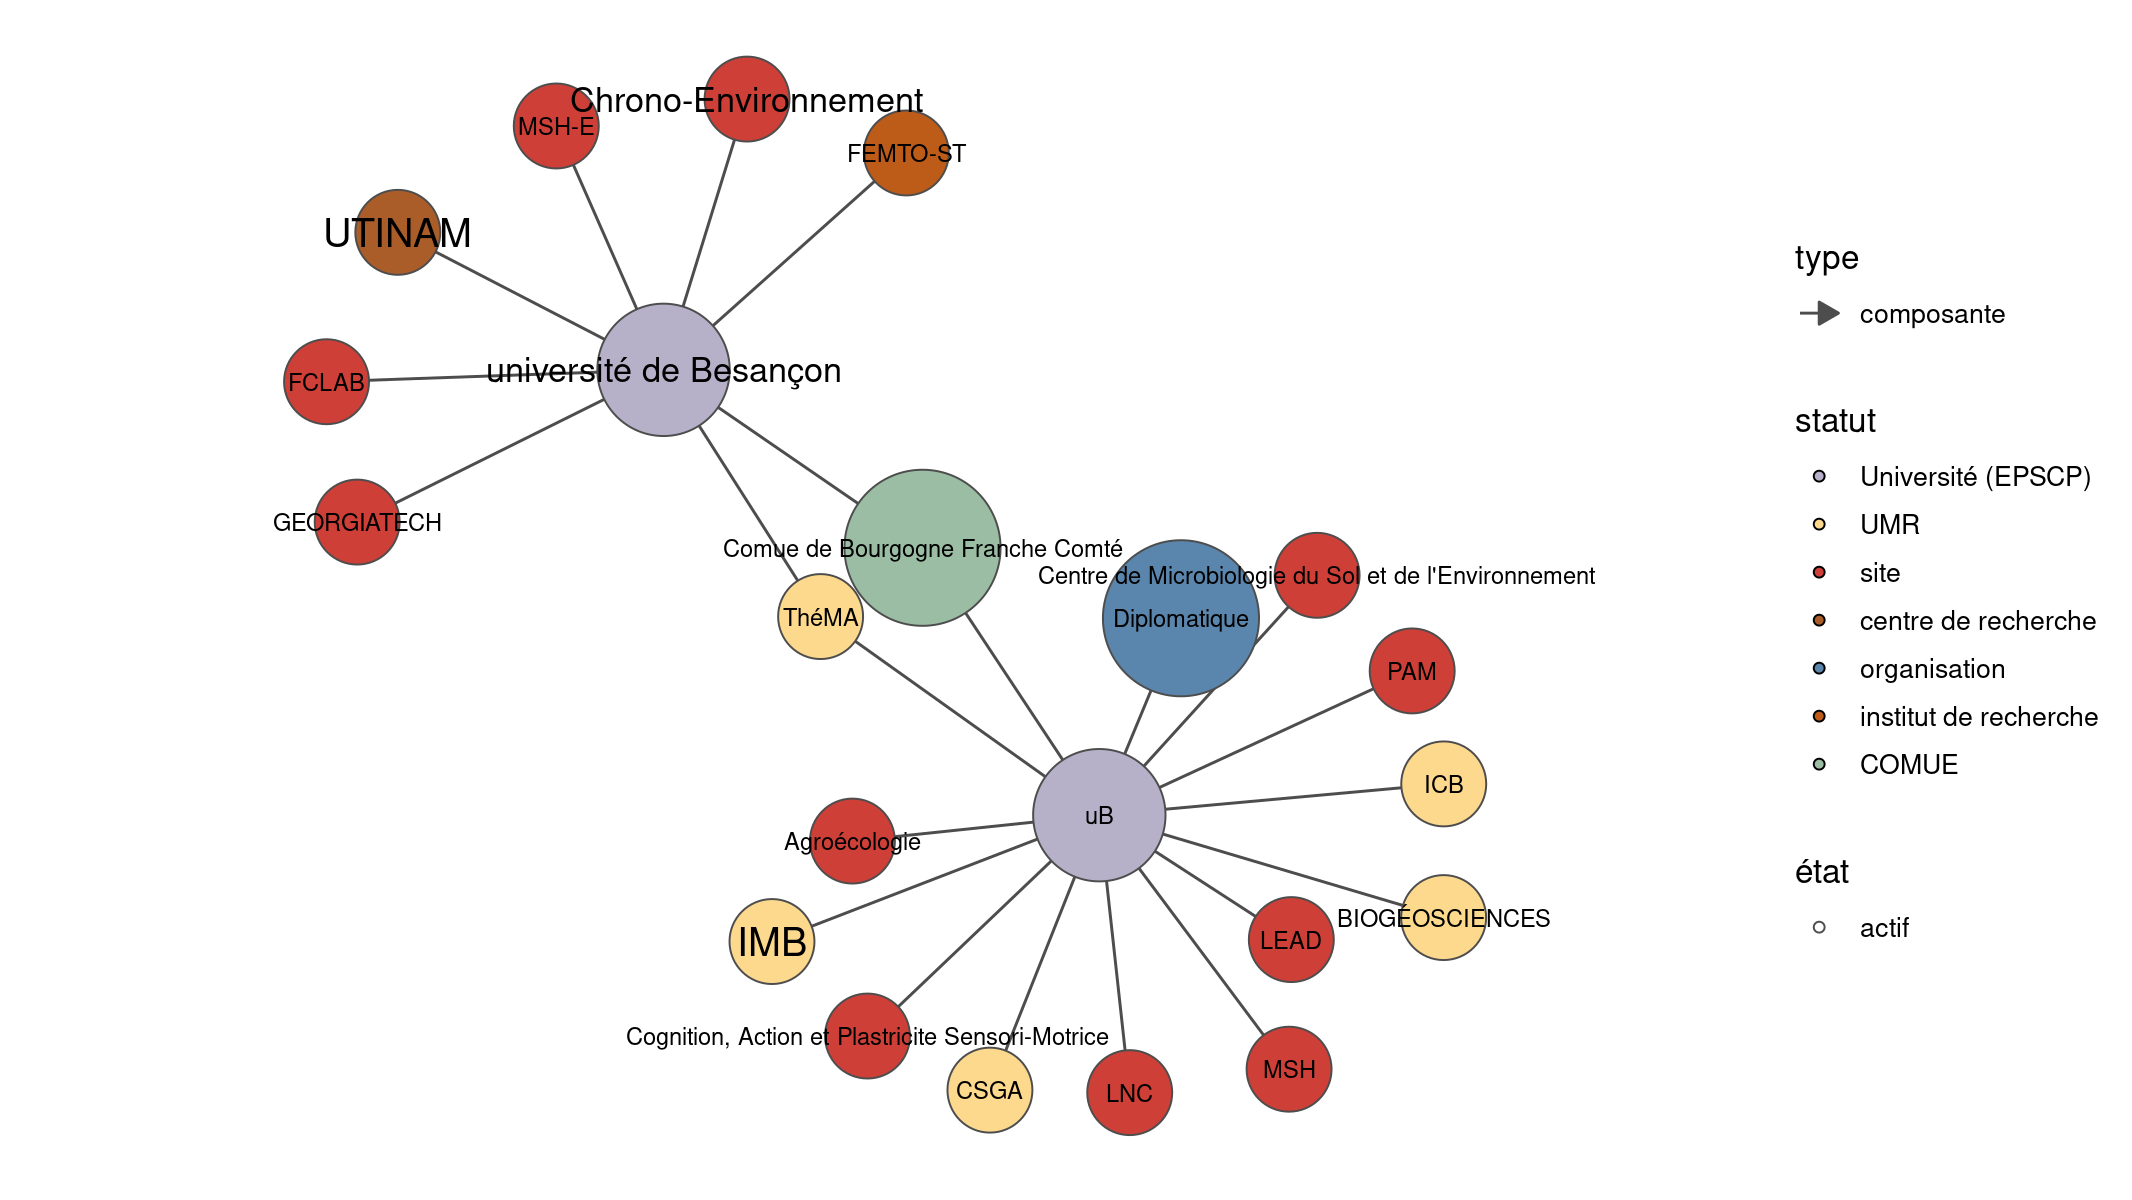 Chrono-Environnement
MSH-E
FEMTO-ST
UTINAM
université de Besançon
FCLAB
GEORGIATECH
Comue de Bourgogne Franche Comté
Centre de Microbiologie du Sol et de l'Environnement
ThéMA
Diplomatique
PAM
ICB
uB
Agroécologie
BIOGÉOSCIENCES
IMB
LEAD
Cognition, Action et Plastricite Sensori-Motrice
CSGA
LNC
MSH
type
composante
statut
Université (EPSCP)
UMR
site
centre de recherche
organisation
institut de recherche
COMUE
état
actif